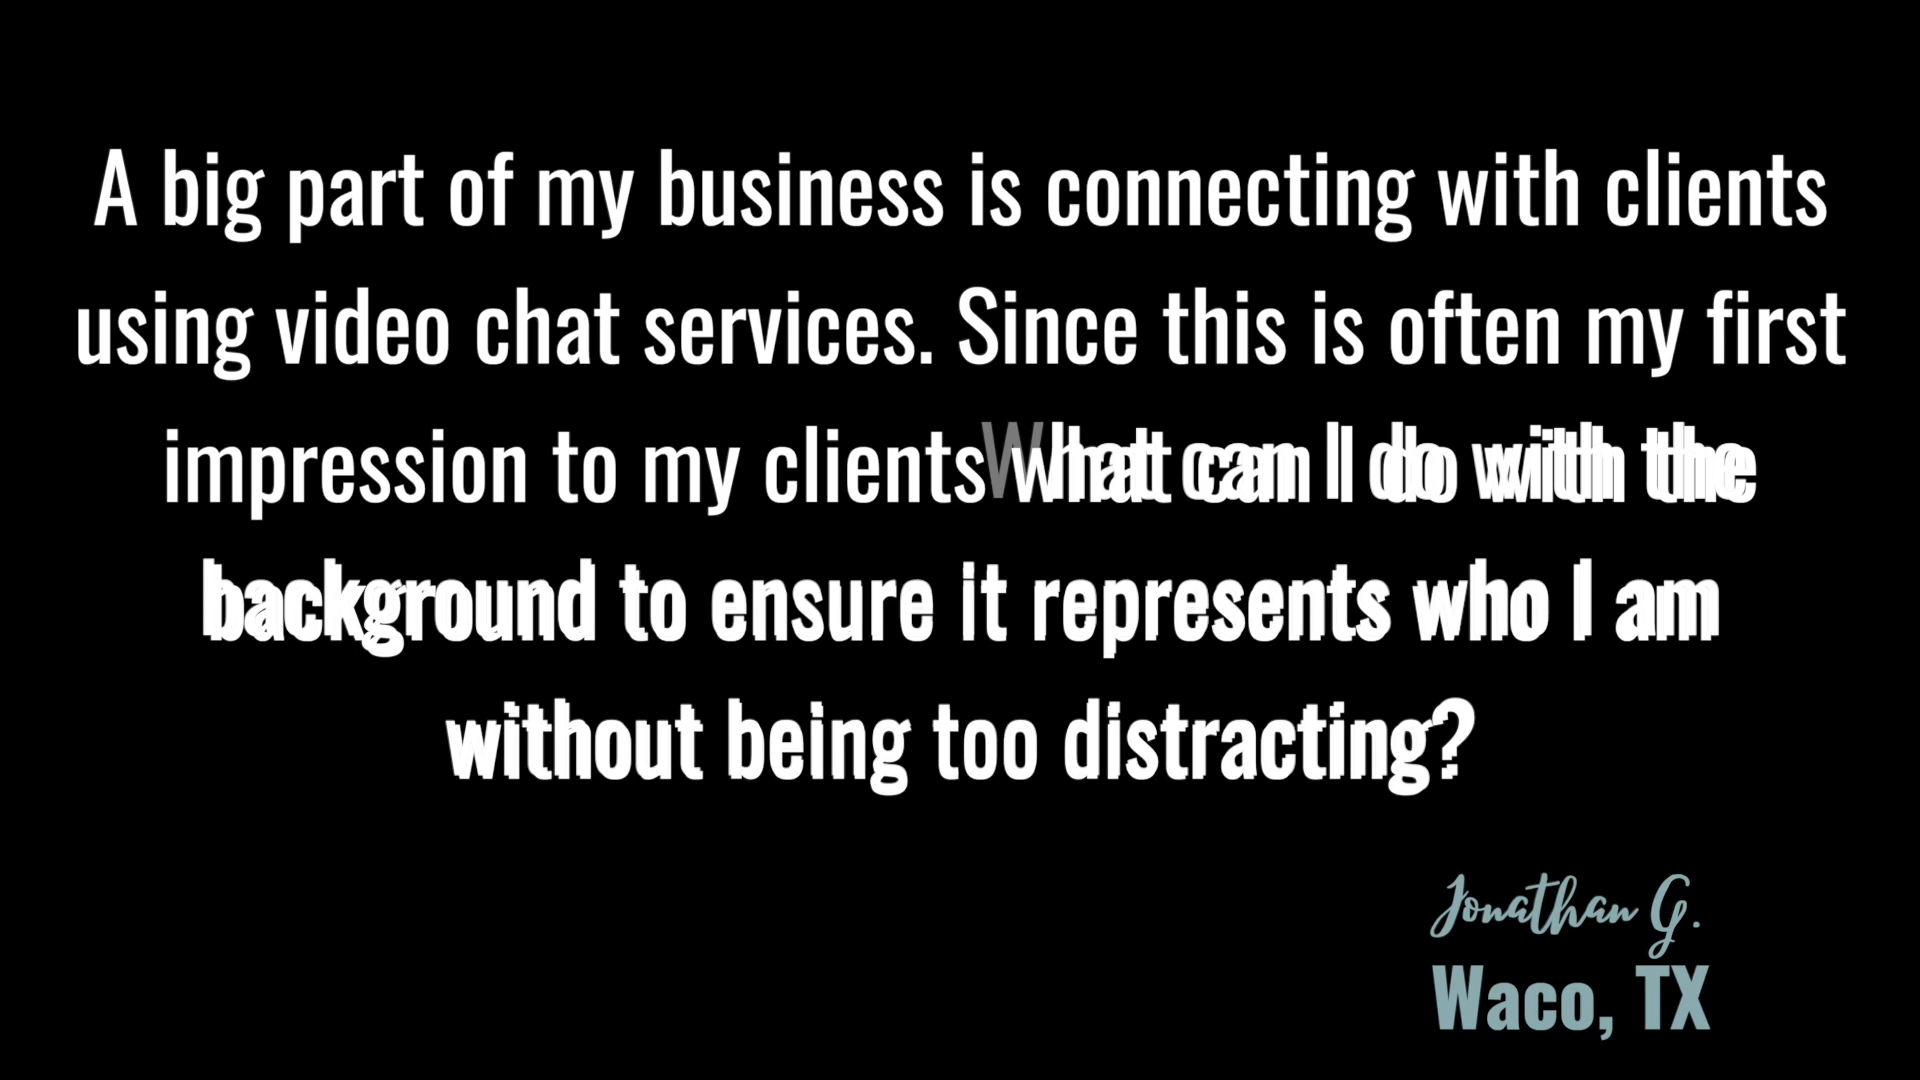 A big part of my business is connecting with clients
using video chat services. Since this is often my first
impression to my clients what can I do with the
background to ensure it represents who I am
without being too distracting?
Jonathan G.
Waco, TX